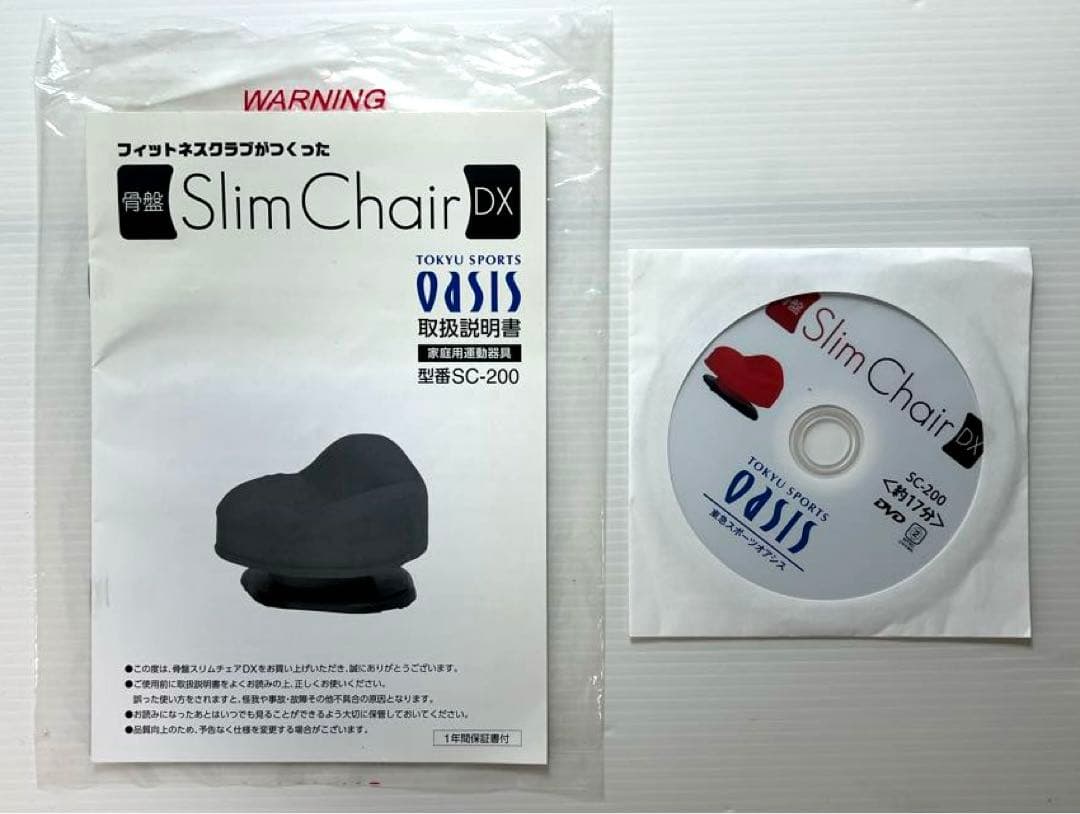 WARNING
フィットネスクラブがつくった
骨盤 Slim Chair DX
TOKYU SPORTS
OASIS
取扱説明書
家庭用運動器具
型番SC-200
●この度は、骨盤スリムチェアDXをお買い上げいただき、誠にありがとうございます。
●ご使用前に取扱説明書をよくお読みの上、正しくお使いください。
誤った使い方をされますと、怪我や事故・故障その他不具合の原因となります。
●お読みになったあとはいつでも見ることができるよう大切に保管しておいてください。
●品質向上のため、予告なく仕様を変更する場合がございます。
1年間保証書付
骨盤 Slim Chair DX
SC-200
<約17分>
DVD 2
TOKYU SPORTS
OASIS
東急スポーツオアシス